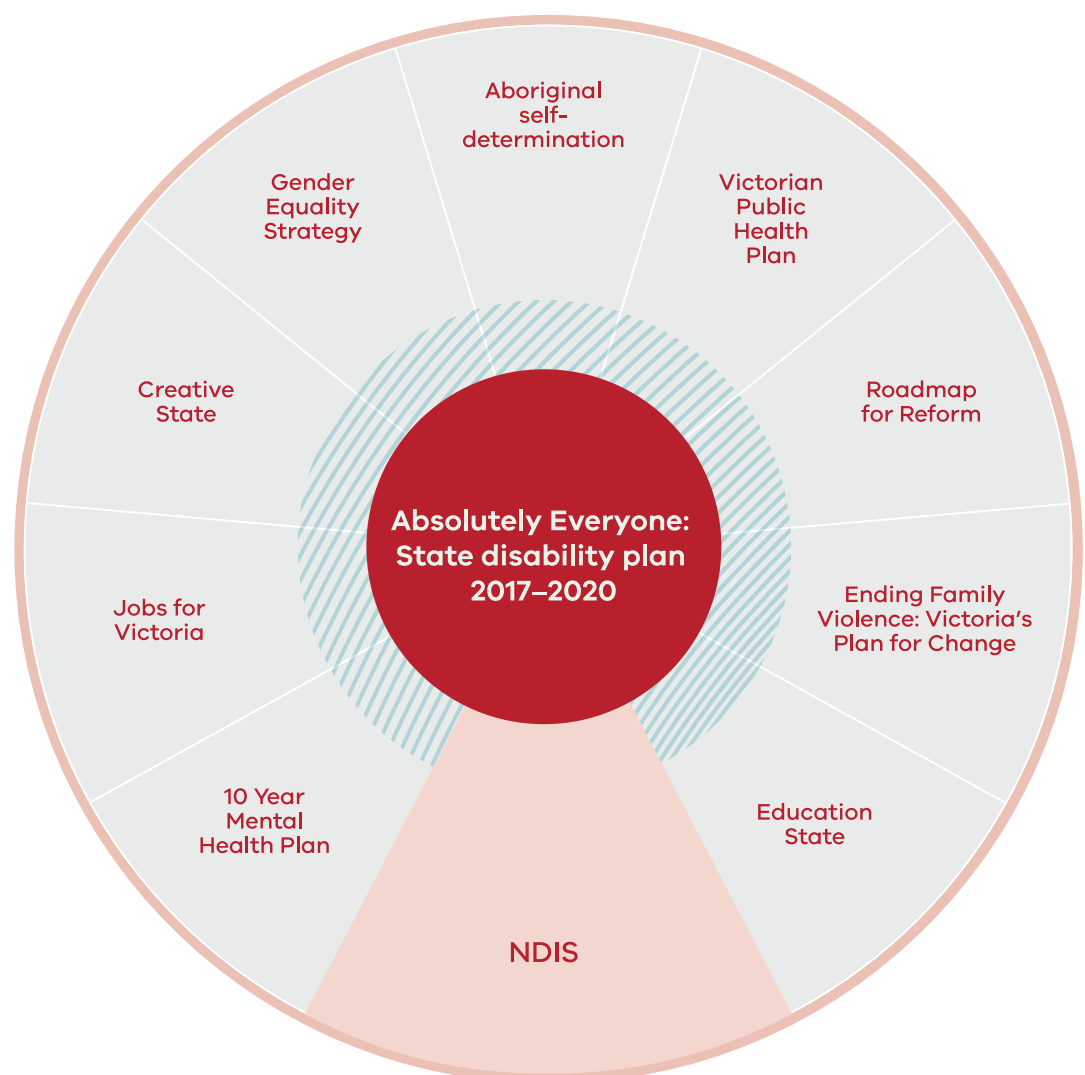 Aboriginal
self-
determination
Victorian
Public
Health
Plan
Roadmap
for Reform
Ending Family
Violence: Victoria’s
Plan for Change
Education
State
NDIS
10 Year
Mental
Health Plan
Jobs for
Victoria
Creative
State
Gender
Equality
Strategy
Absolutely Everyone:
State disability plan
2017–2020